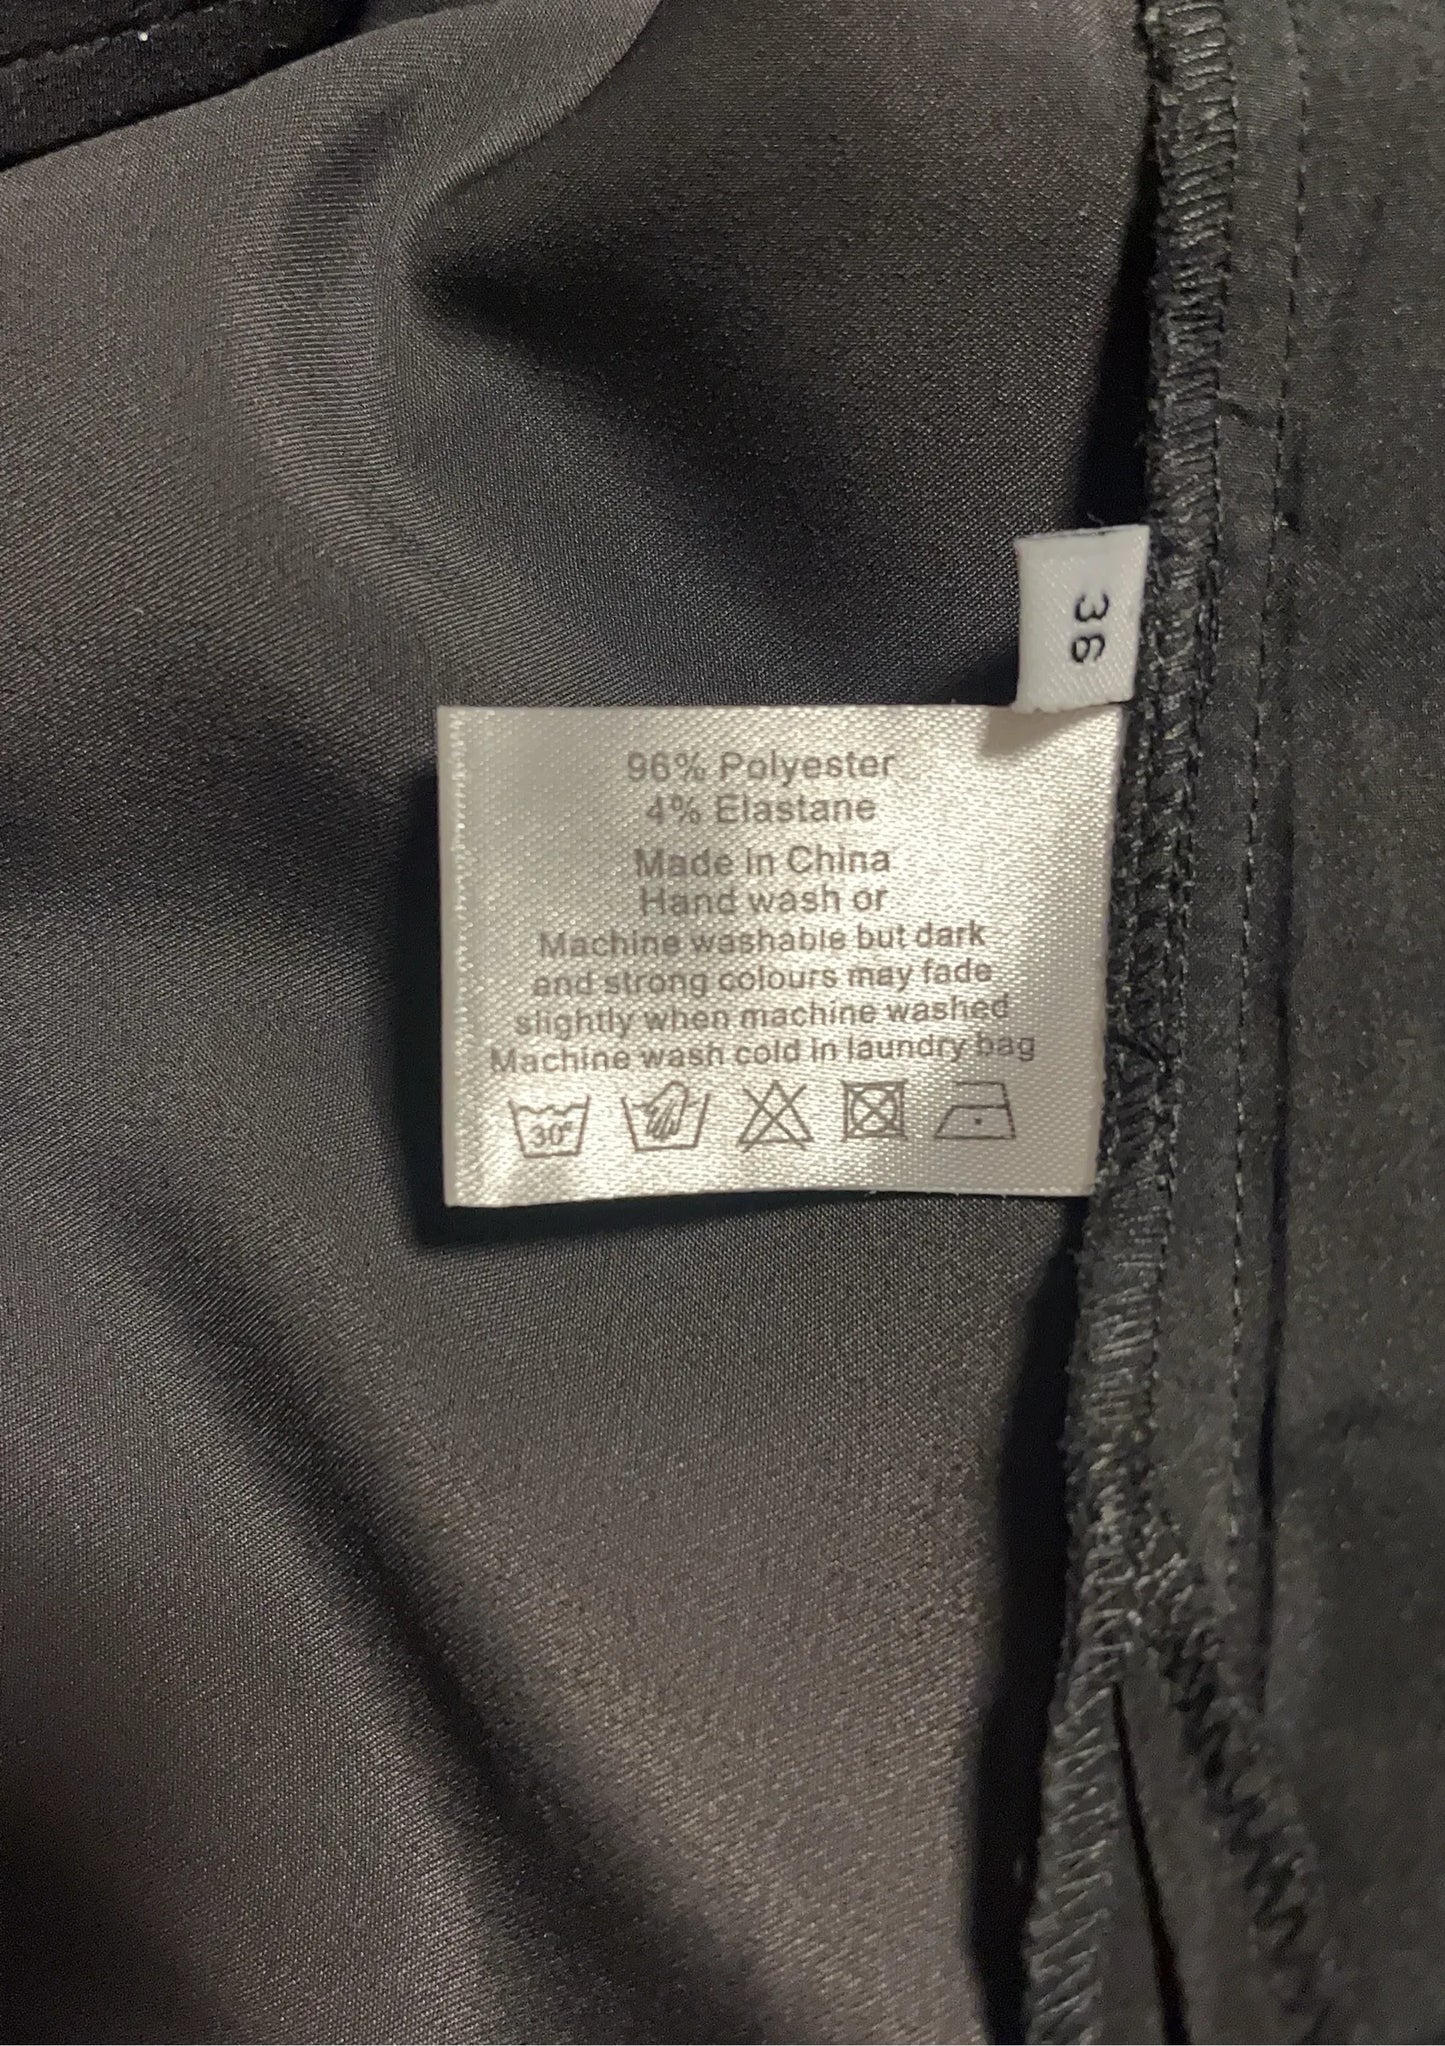 36
96% Polyester
4% Elastane
Made in China
Hand wash or
Machine washable but dark
and strong colours may fade
slightly when machine washed
Machine wash cold in laundry bag
30°